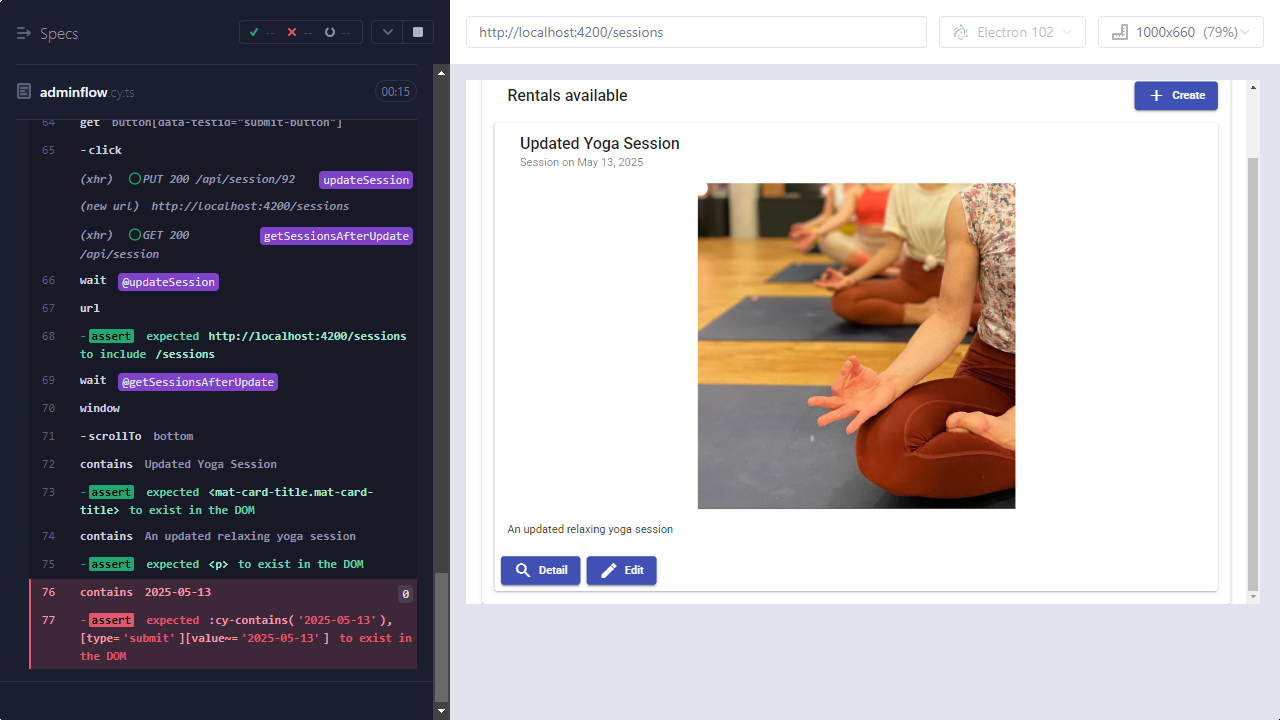 Specs
-- -- --
http://localhost:4200/sessions
Electron 102
1000x660 (79%)
adminflow.cy.ts
00:15
64 get button[data-testid="submit-button"]
65 -click
(xhr) PUT 200 /api/session/92 updateSession
(new url) http://localhost:4200/sessions
(xhr) GET 200 getSessionsAfterUpdate
/api/session
66 wait @updateSession
67 url
68 -assert expected http://localhost:4200/sessions
to include /sessions
69 wait @getSessionsAfterUpdate
70 window
71 -scrollTo bottom
72 contains Updated Yoga Session
73 -assert expected <mat-card-title.mat-card-
title> to exist in the DOM
74 contains An updated relaxing yoga session
75 -assert expected <p> to exist in the DOM
76 contains 2025-05-13 0
77 -assert expected :cy-contains('2025-05-13'),
[type='submit'][value~='2025-05-13'] to exist in
the DOM
Rentals available
Create
Updated Yoga Session
Session on May 13, 2025
An updated relaxing yoga session
Detail Edit